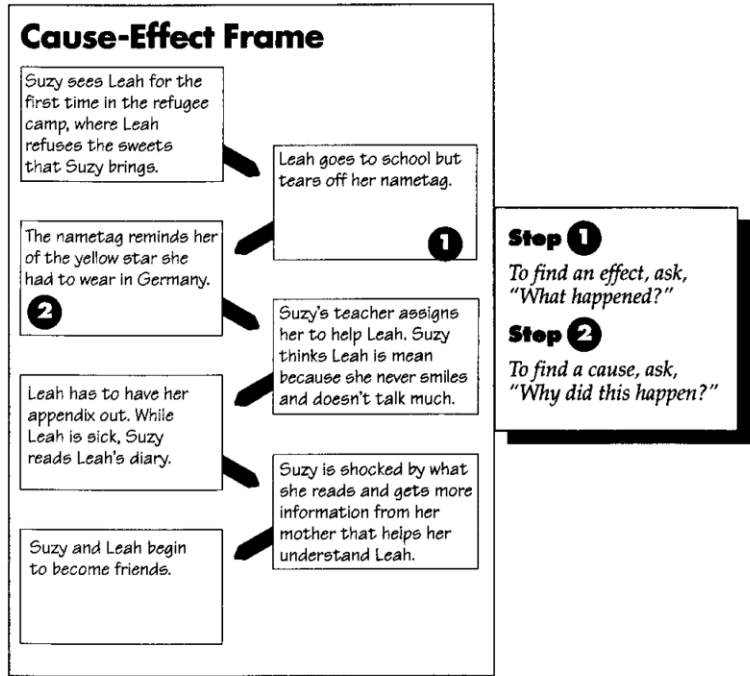 Cause-Effect Frame
Suzy sees Leah for the
first time in the refugee
camp, where Leah
refuses the sweets
that Suzy brings.
Leah goes to school but
tears off her nametag.
1
The nametag reminds her
of the yellow star she
had to wear in Germany.
2
Suzy's teacher assigns
her to help Leah. Suzy
thinks Leah is mean
because she never smiles
and doesn't talk much.
Leah has to have her
appendix out. While
Leah is sick, Suzy
reads Leah's diary.
Suzy is shocked by what
she reads and gets more
information from her
mother that helps her
understand Leah.
Suzy and Leah begin
to become friends.
Step 1
To find an effect, ask,
"What happened?"
Step 2
To find a cause, ask,
"Why did this happen?"